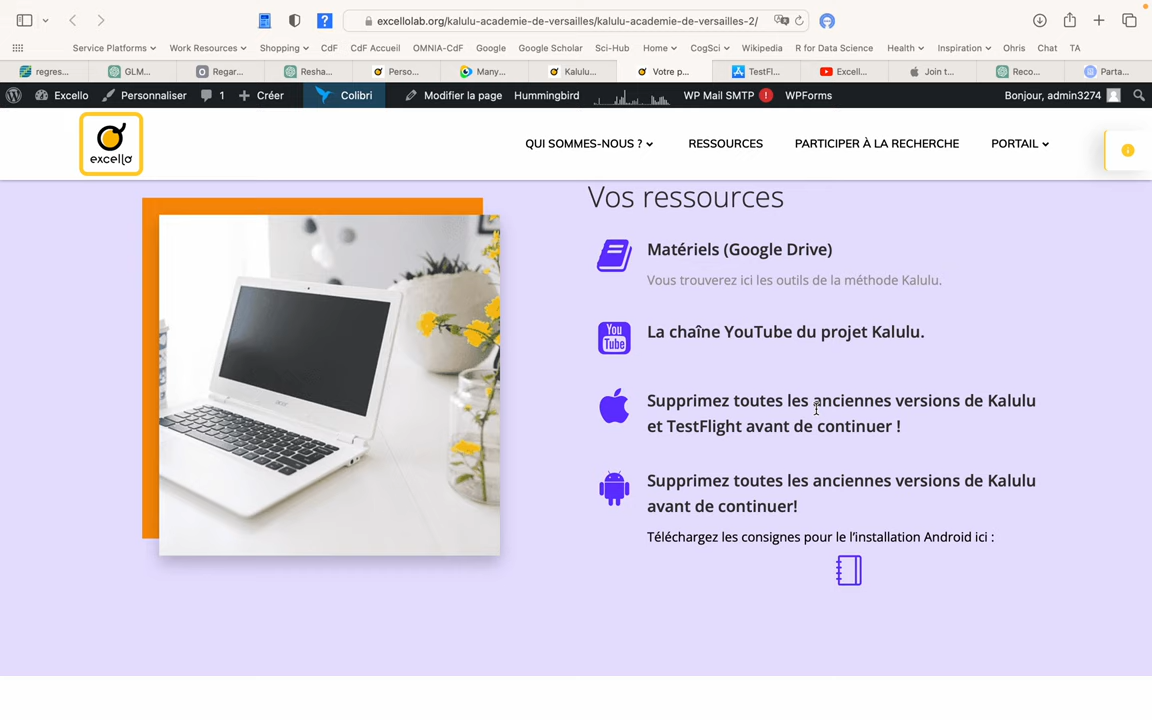 excellolab.org/kalulu-academie-de-versailles/kalulu-academie-de-versailles-2/
Service Platforms Work Resources Shopping CdF CdF Accueil OMNIA-CdF Google Google Scholar Sci-Hub Home CogSci Wikipedia R for Data Science Health Inspiration Ohris Chat TA
regres... GLM... Regar... Resha... Perso... Many... Kalulu... Votre p... TestFl... Excell... Join t... Reco... Parta...
Excello Personnaliser 1 Créer Colibri Modifier la page Hummingbird WP Mail SMTP ! WPForms Bonjour, admin3274
excello
QUI SOMMES-NOUS ? RESSOURCES PARTICIPER À LA RECHERCHE PORTAIL
Vos ressources
Matériels (Google Drive)
Vous trouverez ici les outils de la méthode Kalulu.
You
Tube
La chaîne YouTube du projet Kalulu.
Supprimez toutes les anciennes versions de Kalulu
et TestFlight avant de continuer !
Supprimez toutes les anciennes versions de Kalulu
avant de continuer!
Téléchargez les consignes pour le l'installation Android ici :
acer